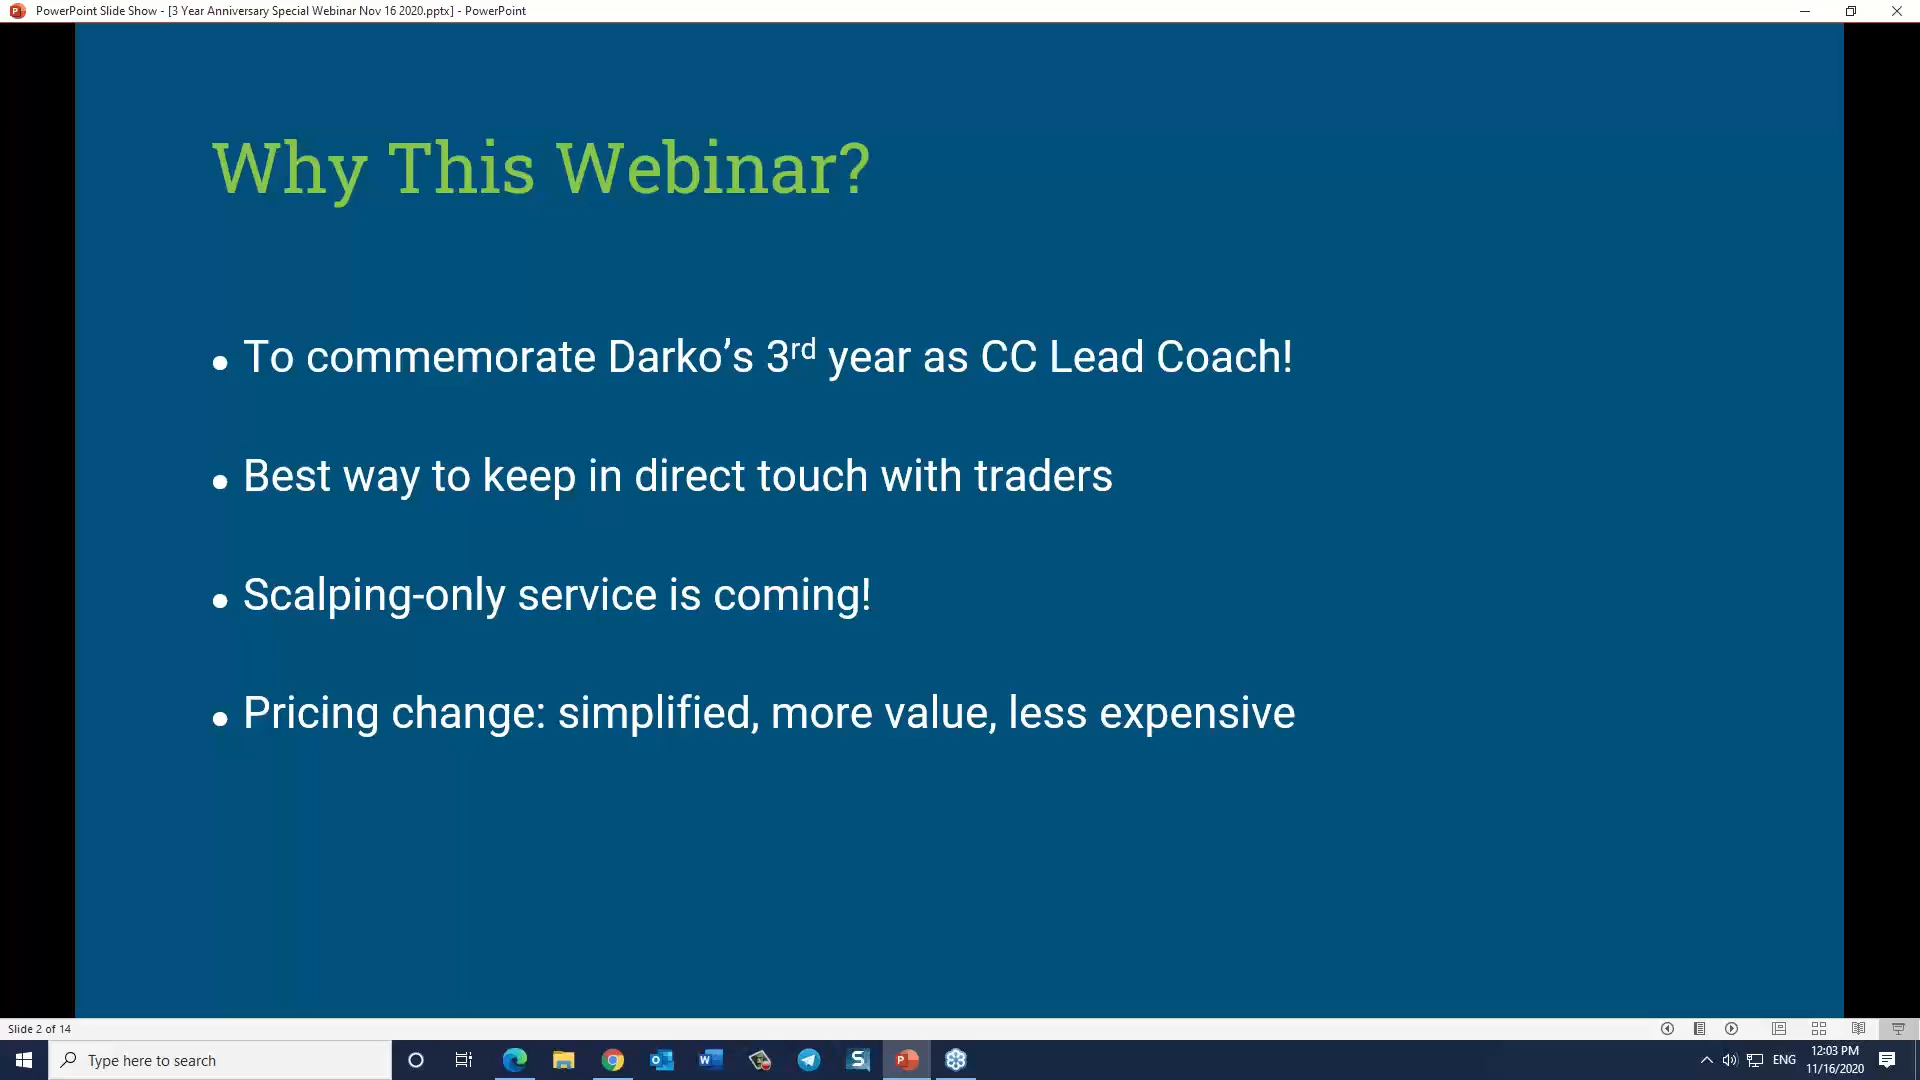 PowerPoint Slide Show - [3 Year Anniversary Special Webinar Nov 16 2020.pptx] - PowerPoint
Why This Webinar?
• To commemorate Darko’s 3rd year as CC Lead Coach!
• Best way to keep in direct touch with traders
• Scalping-only service is coming!
• Pricing change: simplified, more value, less expensive
Slide 2 of 14
Type here to search
ENG
12:03 PM
11/16/2020